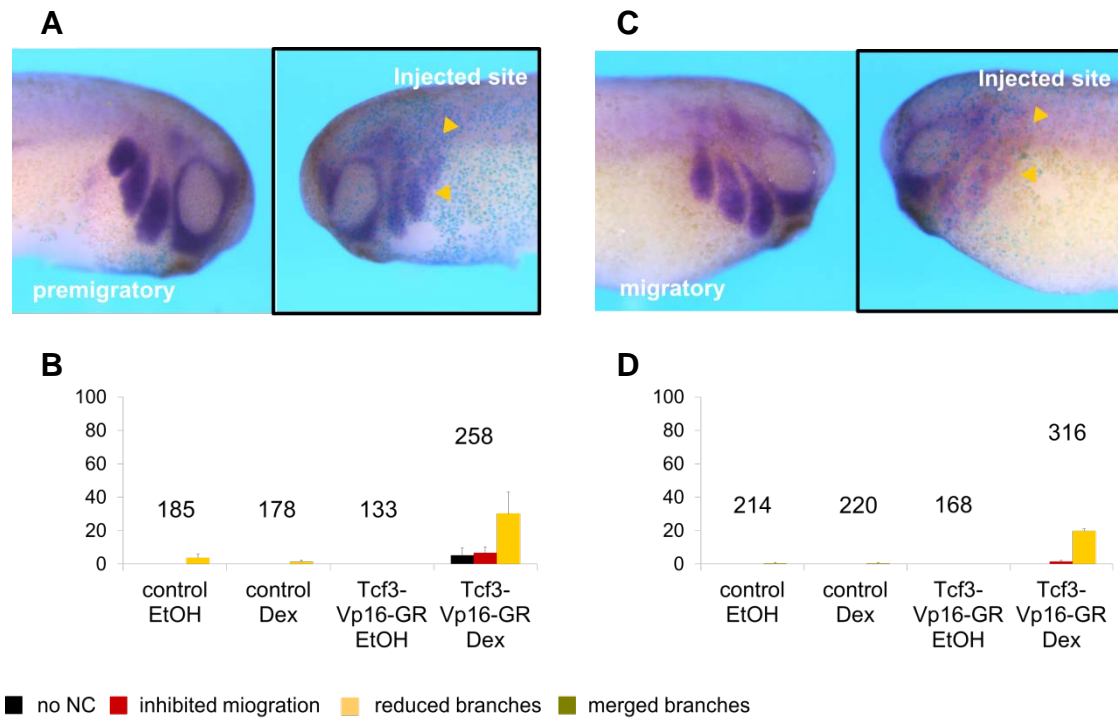 A
C
Injected site
premigratory
Injected site
migratory
B
D
100
80
60
40
20
0
185
178
133
258
control
EtOH
control
Dex
Tcf3-
Vp16-GR
EtOH
Tcf3-
Vp16-GR
Dex
100
80
60
40
20
0
214
220
168
316
control
EtOH
control
Dex
Tcf3-
Vp16-GR
EtOH
Tcf3-
Vp16-GR
Dex
no NC inhibited miogration reduced branches merged branches